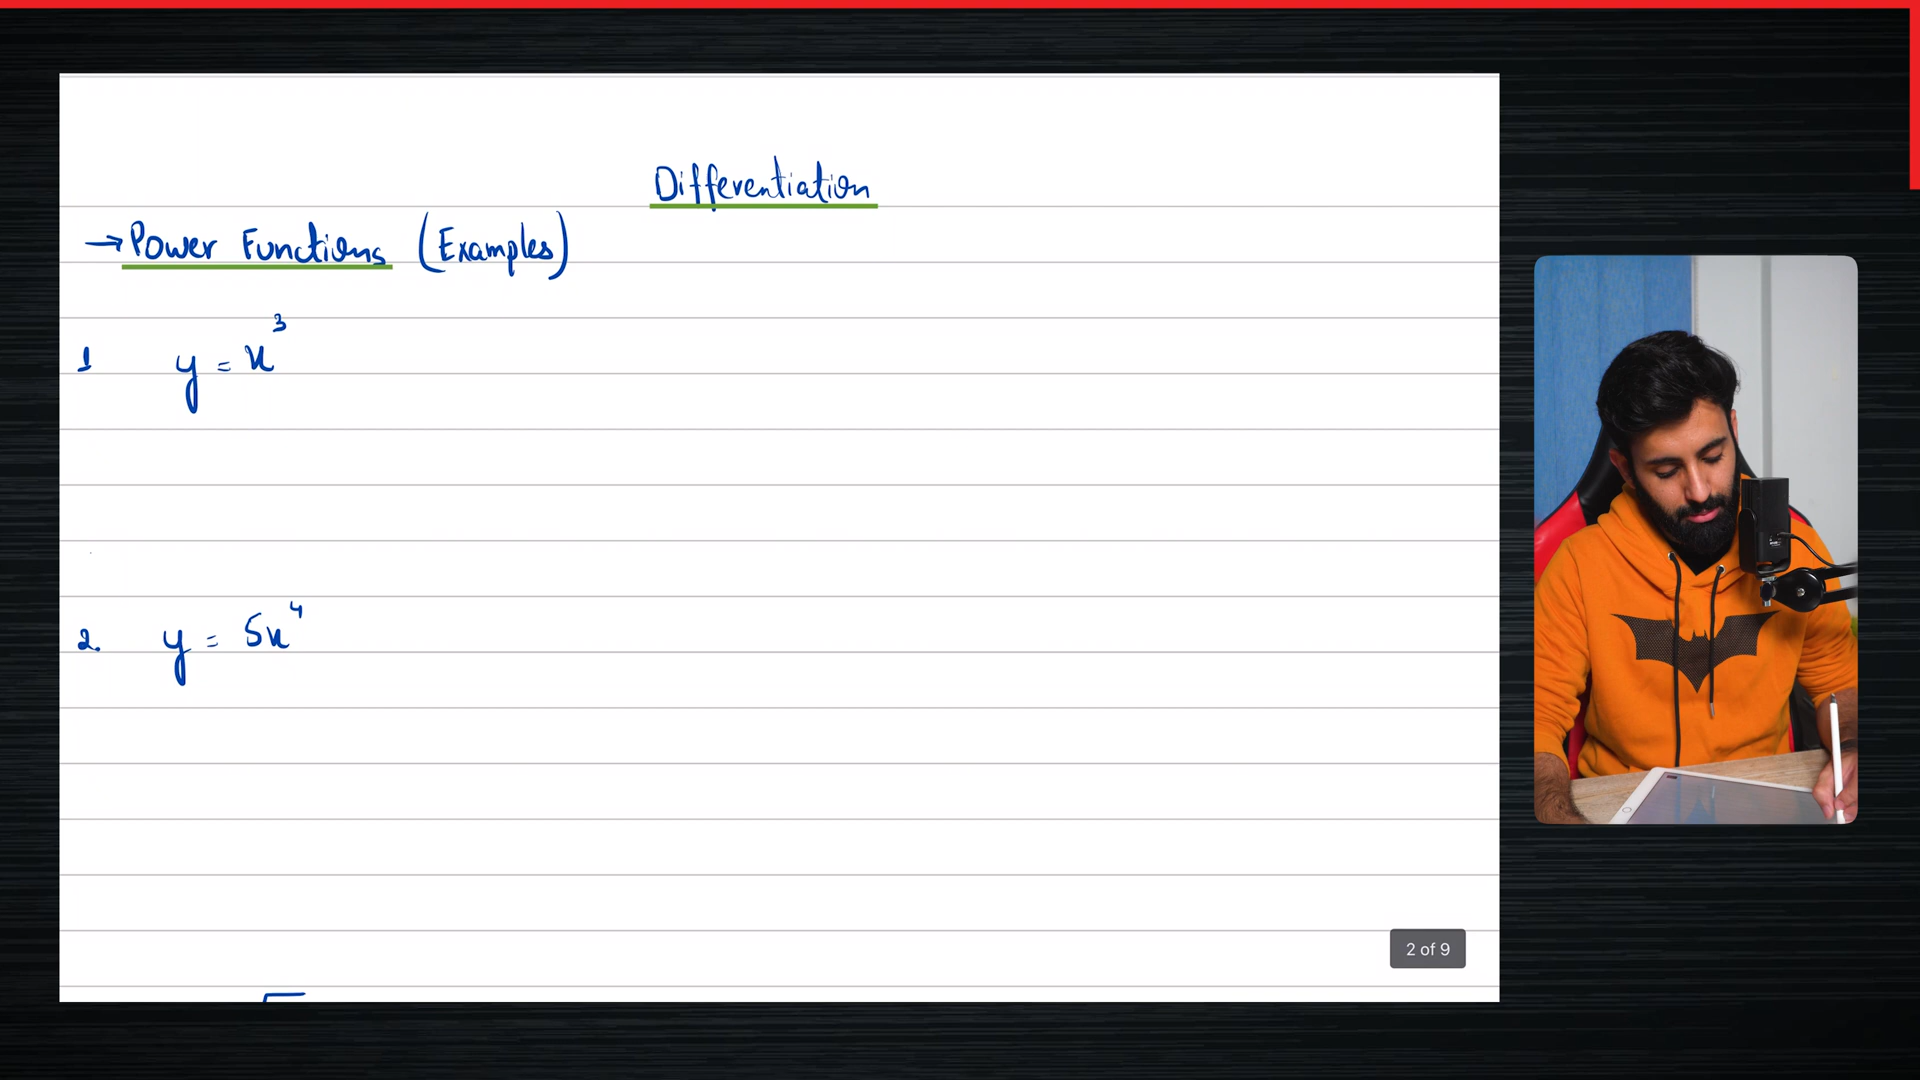 Differentiation
→ Power Functions (Examples)
1 y = x³
2. y = 5x⁴
2 of 9